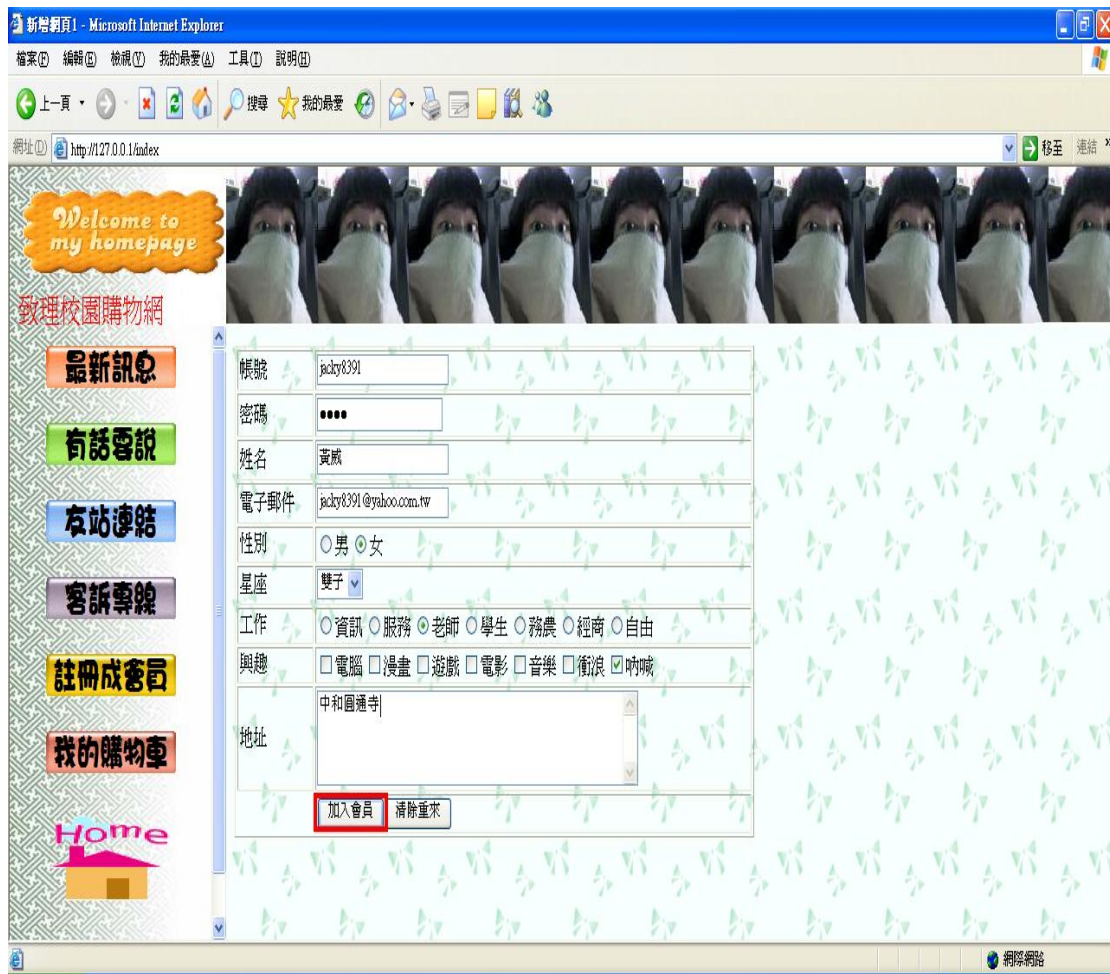 新增網頁1 - Microsoft Internet Explorer
檔案(F) 編輯(E) 檢視(V) 我的最愛(A) 工具(T) 說明(H)
上一頁 搜尋 我的最愛
網址(D) http://127.0.0.1/index 移至 連結 »
Welcome to
my homepage
致理校園購物網
最新訊息
有話要說
友站連結
客訴專線
註冊成會員
我的購物車
Home
帳號 jacky8391
密碼 ••••
姓名 黃威
電子郵件 jacky8391@yahoo.com.tw
性別 男 女
星座 雙子
工作 資訊 服務 老師 學生 務農 經商 自由
興趣 電腦 漫畫 遊戲 電影 音樂 衝浪 吶喊
地址 中和圓通寺
加入會員 清除重來
網際網路